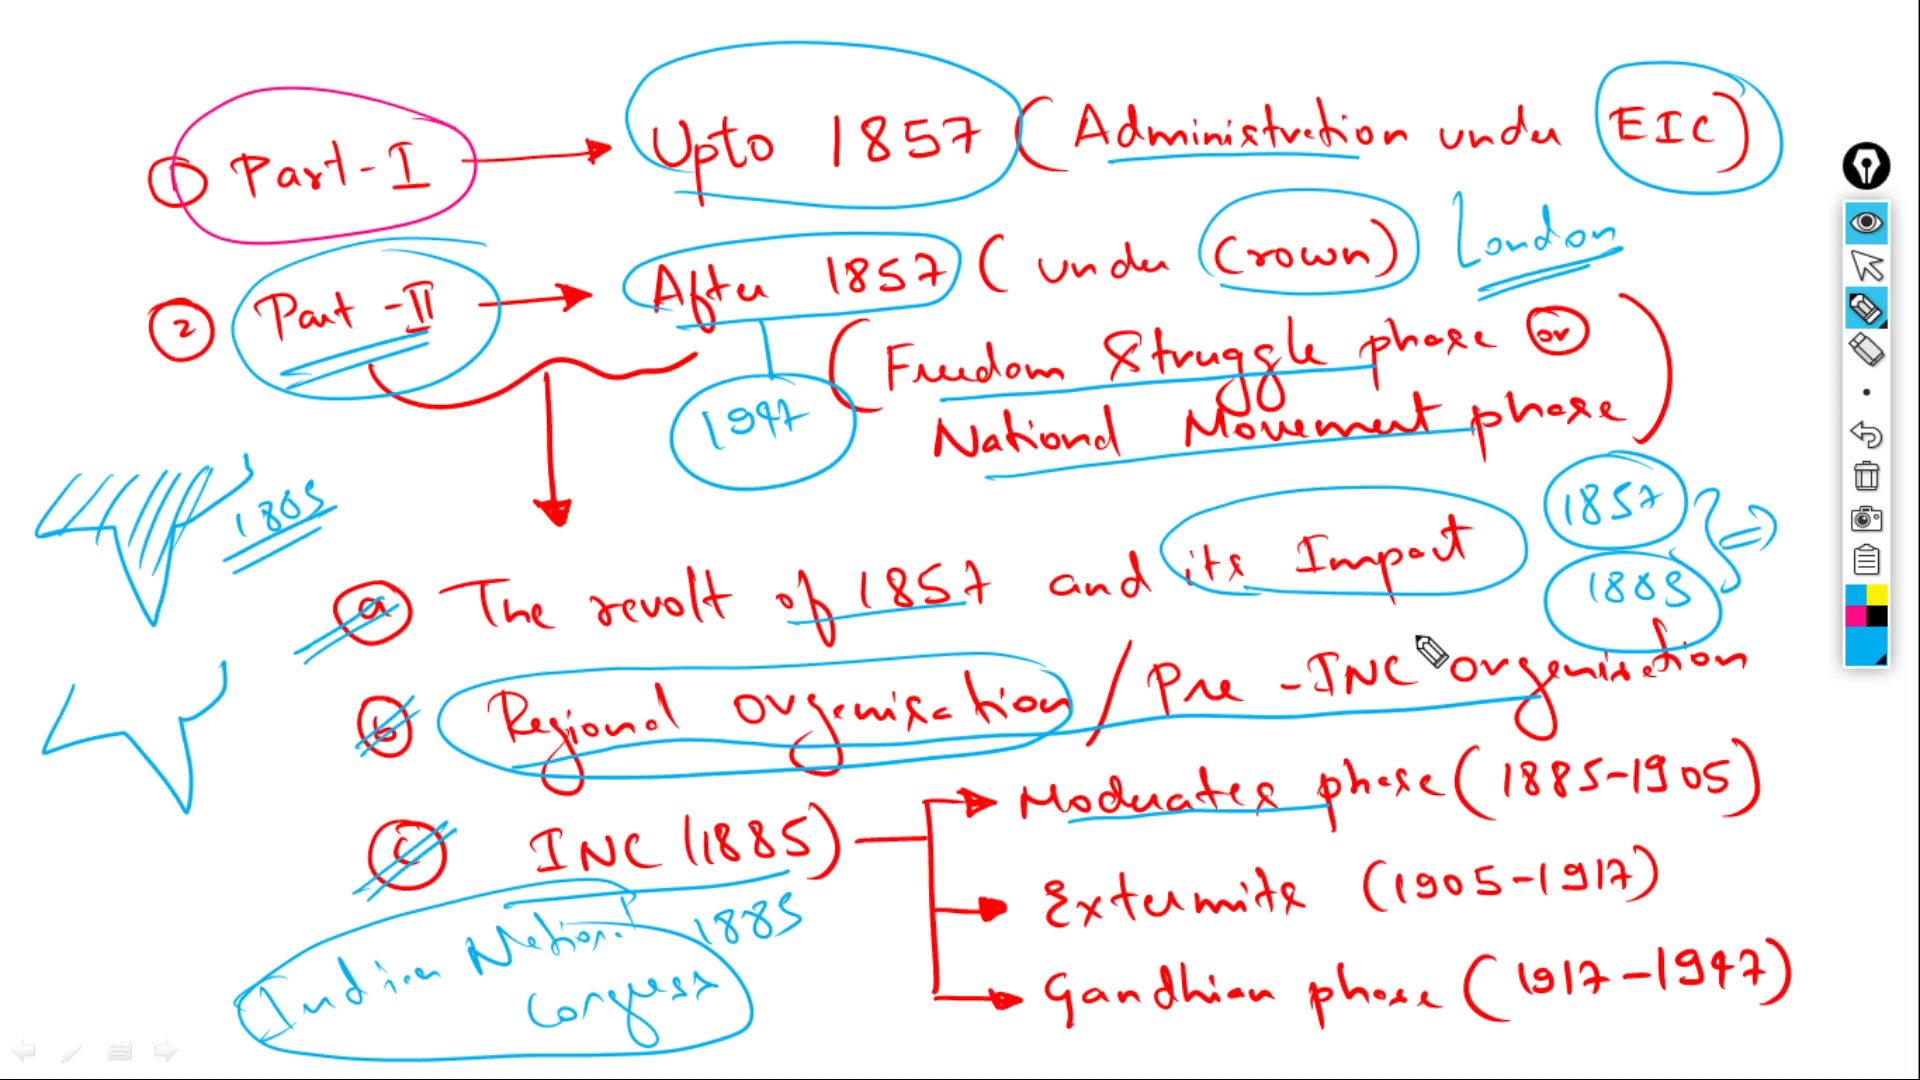 ① Part-I → Upto 1857 (Administration under EIC)
② Part-II → After 1857 (under Crown) London
1947 (Freedom Struggle phase or
National Movement phase)
1805
1857
1885
ⓐ The revolt of 1857 and its Impact
ⓑ Regional Organisation / Pre-INC Organisation
ⓒ INC (1885)
→ Moderates phase (1885-1905)
→ Extermits (1905-1917)
→ Gandhian phase (1917-1947)
Indian National 1885
Congress